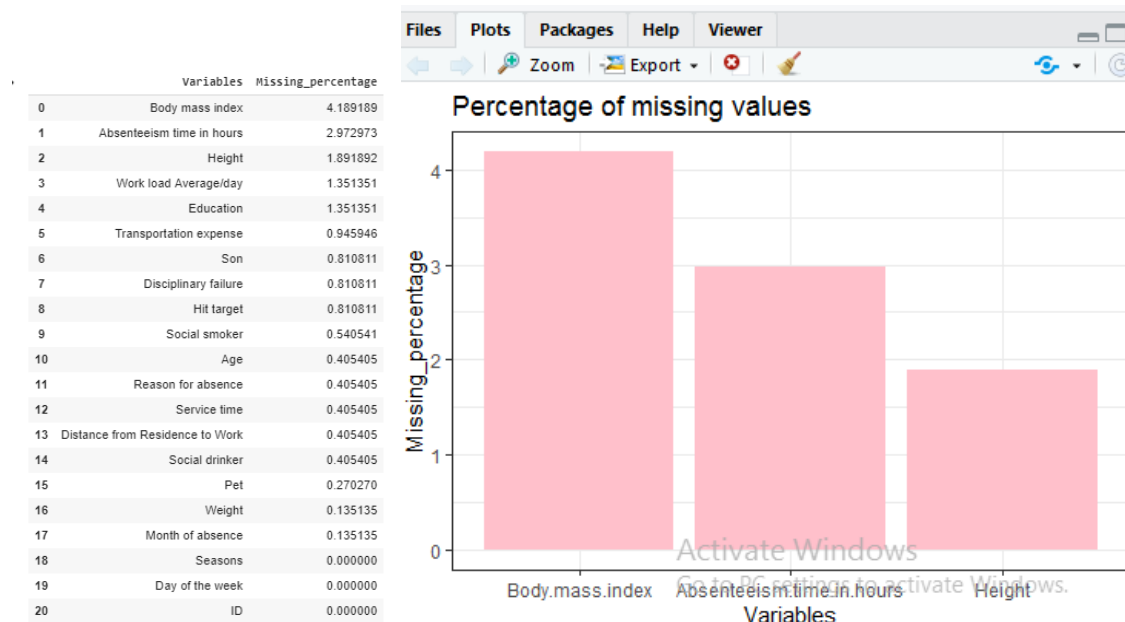 Variables Missing_percentage
0 Body mass index 4.189189
1 Absenteeism time in hours 2.972973
2 Height 1.891892
3 Work load Average/day 1.351351
4 Education 1.351351
5 Transportation expense 0.945946
6 Son 0.810811
7 Disciplinary failure 0.810811
8 Hit target 0.810811
9 Social smoker 0.540541
10 Age 0.405405
11 Reason for absence 0.405405
12 Service time 0.405405
13 Distance from Residence to Work 0.405405
14 Social drinker 0.405405
15 Pet 0.270270
16 Weight 0.135135
17 Month of absence 0.135135
18 Seasons 0.000000
19 Day of the week 0.000000
20 ID 0.000000
Files Plots Packages Help Viewer
Zoom Export
Percentage of missing values
Missing_percentage
4
3
2
1
0
Activate Windows
Go to PC settings to activate Windows.
Body.mass.index Absenteeism.time.in.hours Height
Variables